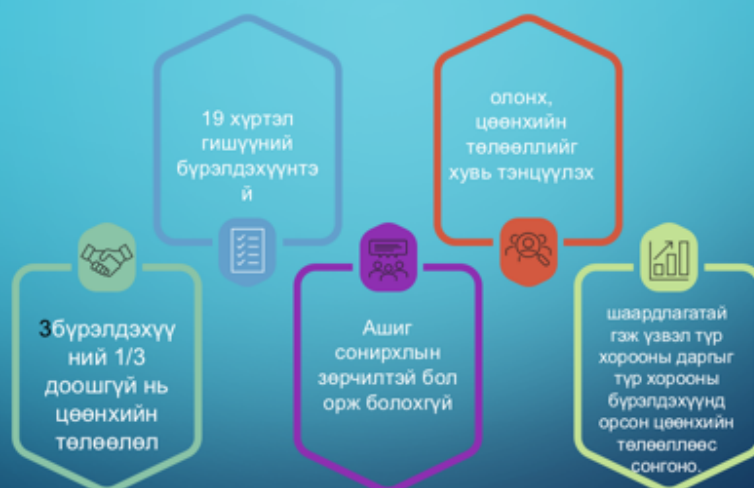 19 хүртэл
гишүүний
бүрэлдэхүүнтэ
й
олонх,
цөөнхийн
төлөөллийг
хувь тэнцүүлэх
3бүрэлдэхүү
ний 1/3
доошгүй нь
цөөнхийн
төлөөлөл
Ашиг
сонирхлын
зөрчилтэй бол
орж болохгүй
шаардлагатай
гэж үзвэл түр
хорооны даргыг
түр хорооны
бүрэлдэхүүнд
орсон цөөнхийн
төлөөллөөс
сонгоно.